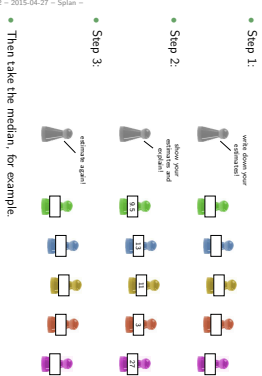 2 – 2015-04-27 – Splan –
Step 1:
write down your
estimates!
Step 2:
show your
estimates and
explain!
9.5
13
11
3
27
Step 3:
estimate again!
Then take the median, for example.